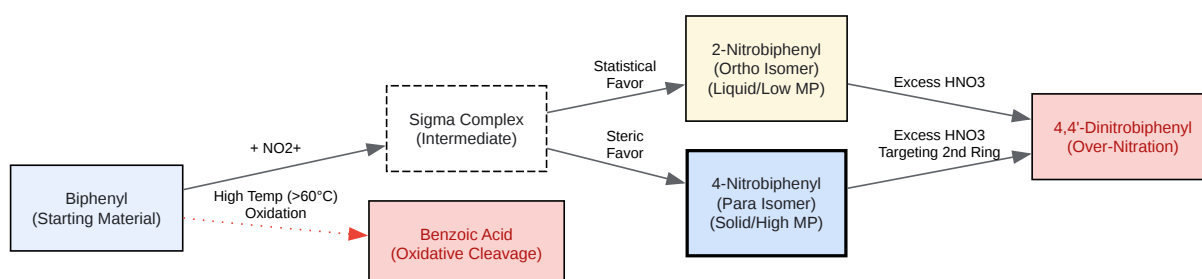 Biphenyl
(Starting Material)
+ NO2+
High Temp (>60°C)
Oxidation
Sigma Complex
(Intermediate)
Benzoic Acid
(Oxidative Cleavage)
Statistical
Favor
Steric
Favor
2-Nitrobiphenyl
(Ortho Isomer)
(Liquid/Low MP)
4-Nitrobiphenyl
(Para Isomer)
(Solid/High MP)
Excess HNO3
Excess HNO3
Targeting 2nd Ring
4,4'-Dinitrobiphenyl
(Over-Nitration)